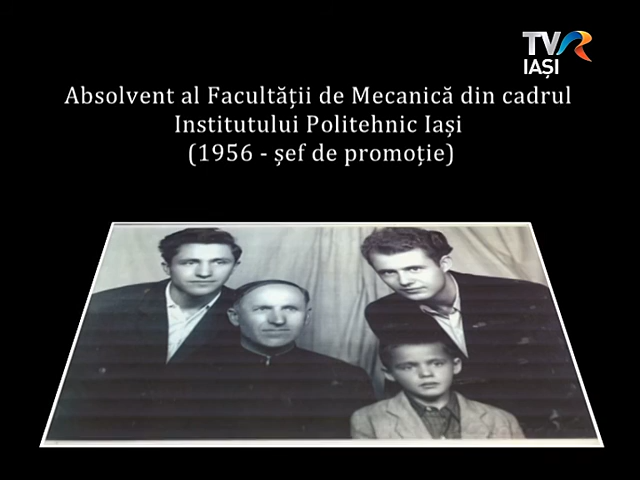 TVR
IAȘI
Absolvent al Facultății de Mecanică din cadrul
Institutului Politehnic Iași
(1956 - șef de promoție)